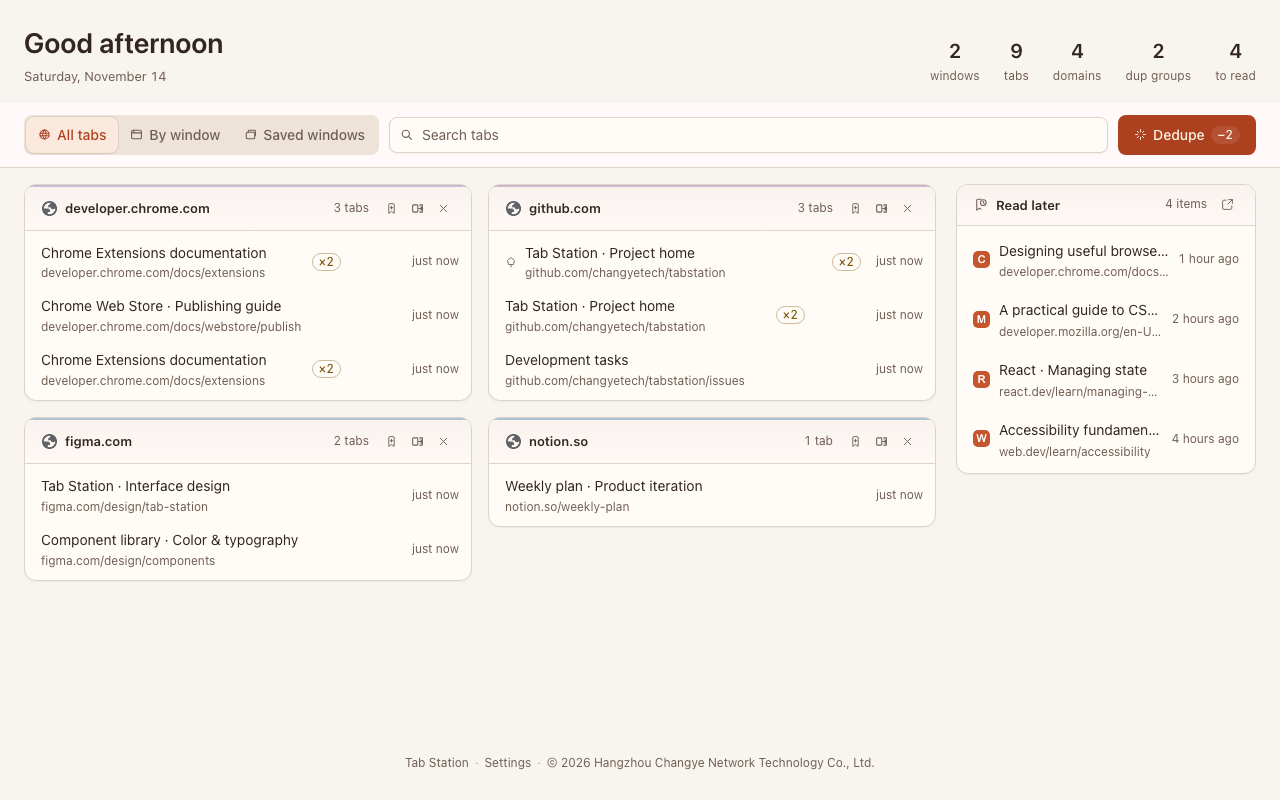 Good afternoon
Saturday, November 14
2 windows
9 tabs
4 domains
2 dup groups
4 to read
All tabs
By window
Saved windows
Search tabs
Dedupe −2
developer.chrome.com 3 tabs
Chrome Extensions documentation
developer.chrome.com/docs/extensions
×2
just now
Chrome Web Store · Publishing guide
developer.chrome.com/docs/webstore/publish
just now
Chrome Extensions documentation
developer.chrome.com/docs/extensions
×2
just now
github.com 3 tabs
Tab Station · Project home
github.com/changyetech/tabstation
×2
just now
Tab Station · Project home
github.com/changyetech/tabstation
×2
just now
Development tasks
github.com/changyetech/tabstation/issues
just now
figma.com 2 tabs
Tab Station · Interface design
figma.com/design/tab-station
just now
Component library · Color & typography
figma.com/design/components
just now
notion.so 1 tab
Weekly plan · Product iteration
notion.so/weekly-plan
just now
Read later 4 items
C
Designing useful browse...
developer.chrome.com/docs...
1 hour ago
M
A practical guide to CS...
developer.mozilla.org/en-U...
2 hours ago
R
React · Managing state
react.dev/learn/managing-...
3 hours ago
W
Accessibility fundamen...
web.dev/learn/accessibility
4 hours ago
Tab Station · Settings · © 2026 Hangzhou Changye Network Technology Co., Ltd.